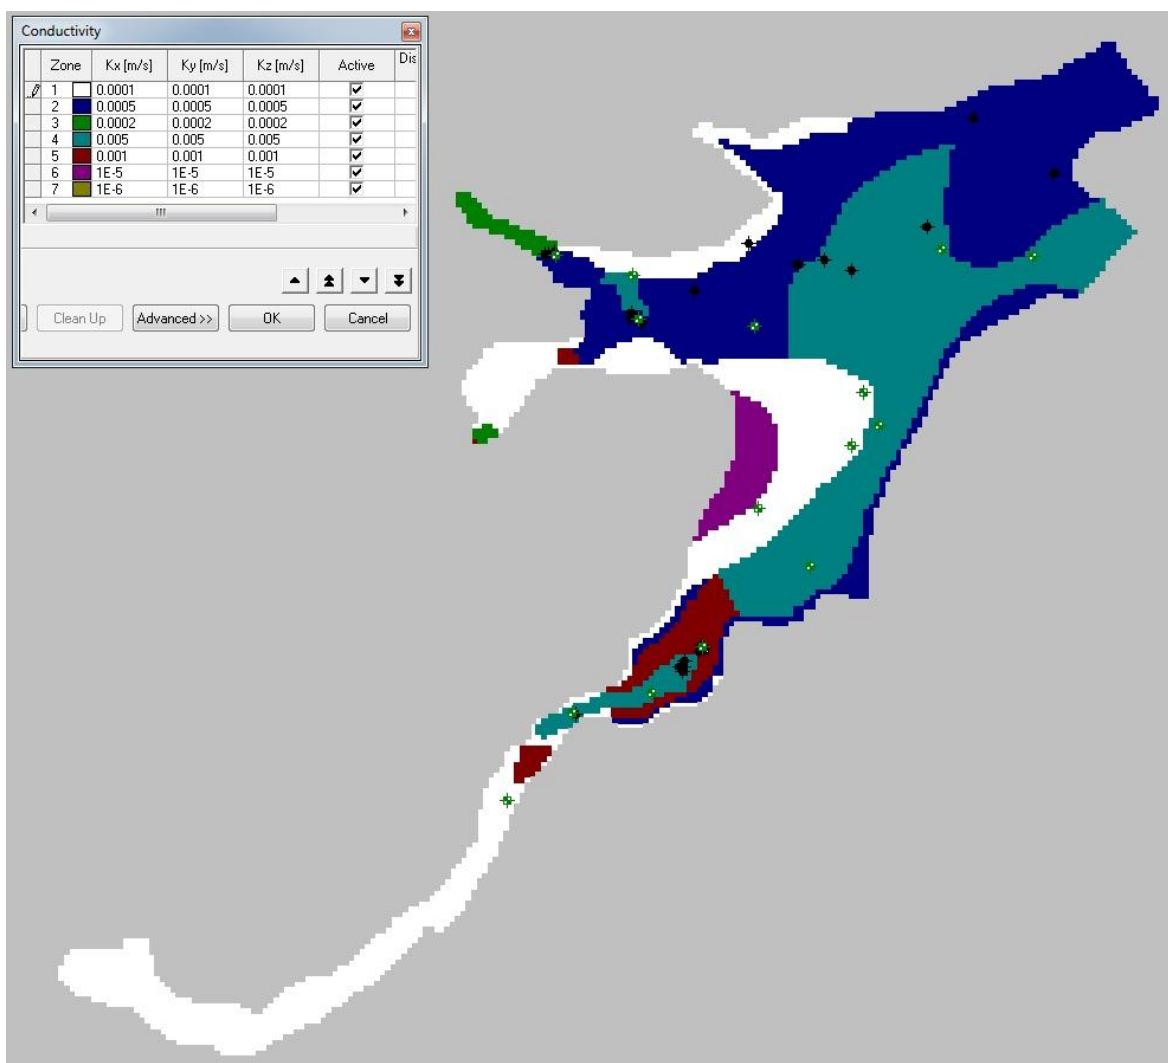 Conductivity
Zone Kx [m/s] Ky [m/s] Kz [m/s] Active Dis
1 0.0001 0.0001 0.0001
2 0.0005 0.0005 0.0005
3 0.0002 0.0002 0.0002
4 0.005 0.005 0.005
5 0.001 0.001 0.001
6 1E-5 1E-5 1E-5
7 1E-6 1E-6 1E-6
Clean Up Advanced >> OK Cancel